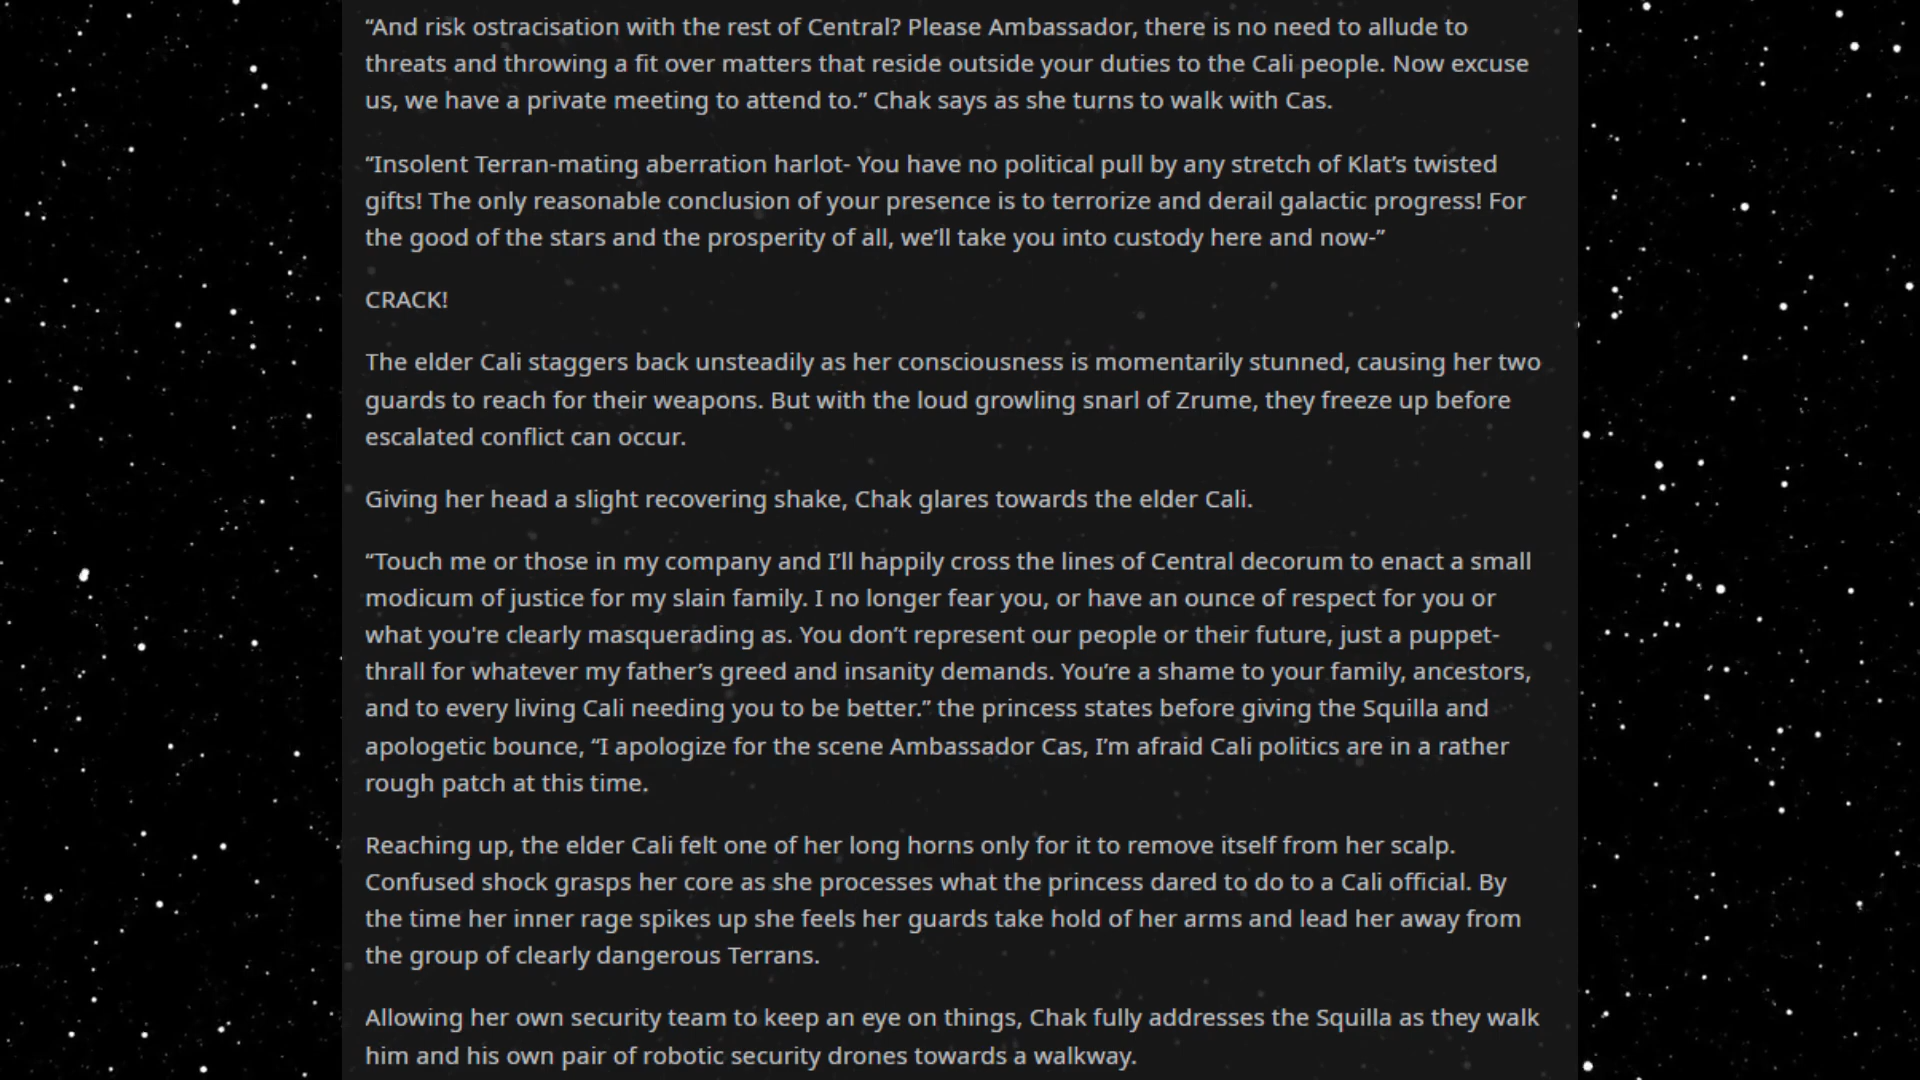 “And risk ostracisation with the rest of Central? Please Ambassador, there is no need to allude to
threats and throwing a fit over matters that reside outside your duties to the Cali people. Now excuse
us, we have a private meeting to attend to.” Chak says as she turns to walk with Cas.
“Insolent Terran-mating aberration harlot- You have no political pull by any stretch of Klat’s twisted
gifts! The only reasonable conclusion of your presence is to terrorize and derail galactic progress! For
the good of the stars and the prosperity of all, we’ll take you into custody here and now-”
CRACK!
The elder Cali staggers back unsteadily as her consciousness is momentarily stunned, causing her two
guards to reach for their weapons. But with the loud growling snarl of Zrume, they freeze up before
escalated conflict can occur.
Giving her head a slight recovering shake, Chak glares towards the elder Cali.
“Touch me or those in my company and I’ll happily cross the lines of Central decorum to enact a small
modicum of justice for my slain family. I no longer fear you, or have an ounce of respect for you or
what you're clearly masquerading as. You don’t represent our people or their future, just a puppet-
thrall for whatever my father’s greed and insanity demands. You’re a shame to your family, ancestors,
and to every living Cali needing you to be better.” the princess states before giving the Squilla and
apologetic bounce, “I apologize for the scene Ambassador Cas, I’m afraid Cali politics are in a rather
rough patch at this time.
Reaching up, the elder Cali felt one of her long horns only for it to remove itself from her scalp.
Confused shock grasps her core as she processes what the princess dared to do to a Cali official. By
the time her inner rage spikes up she feels her guards take hold of her arms and lead her away from
the group of clearly dangerous Terrans.
Allowing her own security team to keep an eye on things, Chak fully addresses the Squilla as they walk
him and his own pair of robotic security drones towards a walkway.